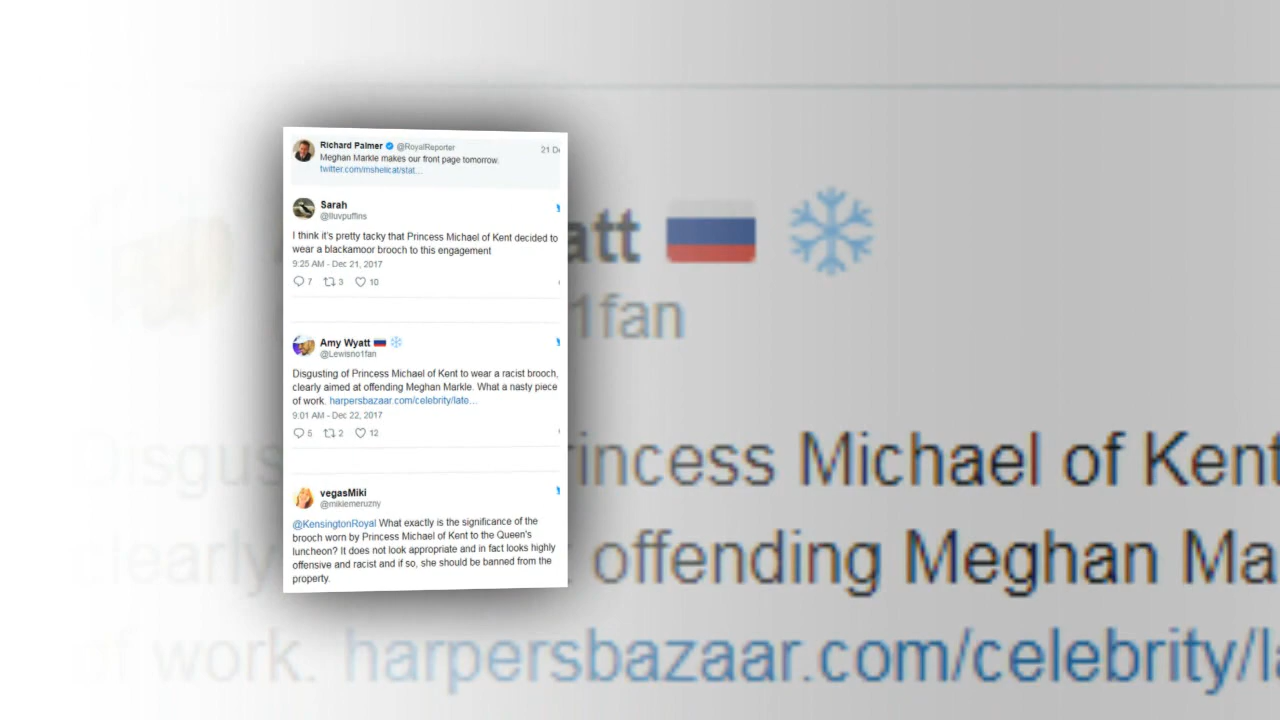 Richard Palmer @RoyalReporter 21 D
Meghan Markle makes our front page tomorrow.
twitter.com/mshelicat/stat…
Sarah
@lluvpuffins
I think it's pretty tacky that Princess Michael of Kent decided to
wear a blackamoor brooch to this engagement
9:25 AM - Dec 21, 2017
7 3 10
Amy Wyatt
@Lewisno1fan
Disgusting of Princess Michael of Kent to wear a racist brooch,
clearly aimed at offending Meghan Markle. What a nasty piece
of work. harpersbazaar.com/celebrity/late…
9:01 AM - Dec 22, 2017
5 2 12
vegasMiki
@mikiemeruzny
@KensingtonRoyal What exactly is the significance of the
brooch worn by Princess Michael of Kent to the Queen's
luncheon? It does not look appropriate and in fact looks highly
offensive and racist and if so, she should be banned from the
property.
att
1fan
Disgus rincess Michael of Kent
clearly t offending Meghan Ma
of work. harpersbazaar.com/celebrity/la